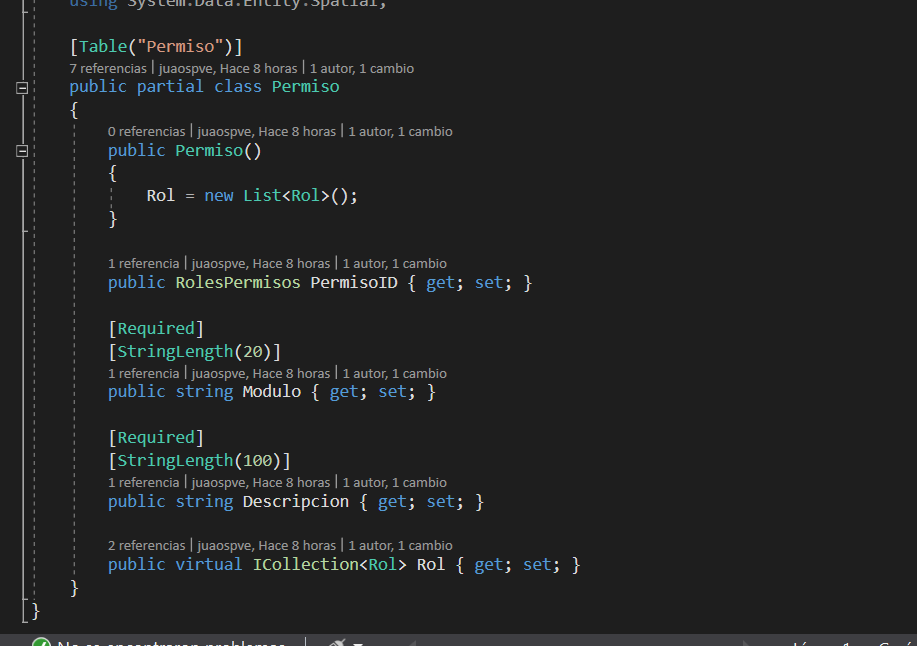 using System.Data.Entity.Spatial;
[Table("Permiso")]
7 referencias | juaospve, Hace 8 horas | 1 autor, 1 cambio
public partial class Permiso
{
0 referencias | juaospve, Hace 8 horas | 1 autor, 1 cambio
public Permiso()
{
Rol = new List<Rol>();
}
1 referencia | juaospve, Hace 8 horas | 1 autor, 1 cambio
public RolesPermisos PermisoID { get; set; }
[Required]
[StringLength(20)]
1 referencia | juaospve, Hace 8 horas | 1 autor, 1 cambio
public string Modulo { get; set; }
[Required]
[StringLength(100)]
1 referencia | juaospve, Hace 8 horas | 1 autor, 1 cambio
public string Descripcion { get; set; }
2 referencias | juaospve, Hace 8 horas | 1 autor, 1 cambio
public virtual ICollection<Rol> Rol { get; set; }
}
}
No se encontraron problemas